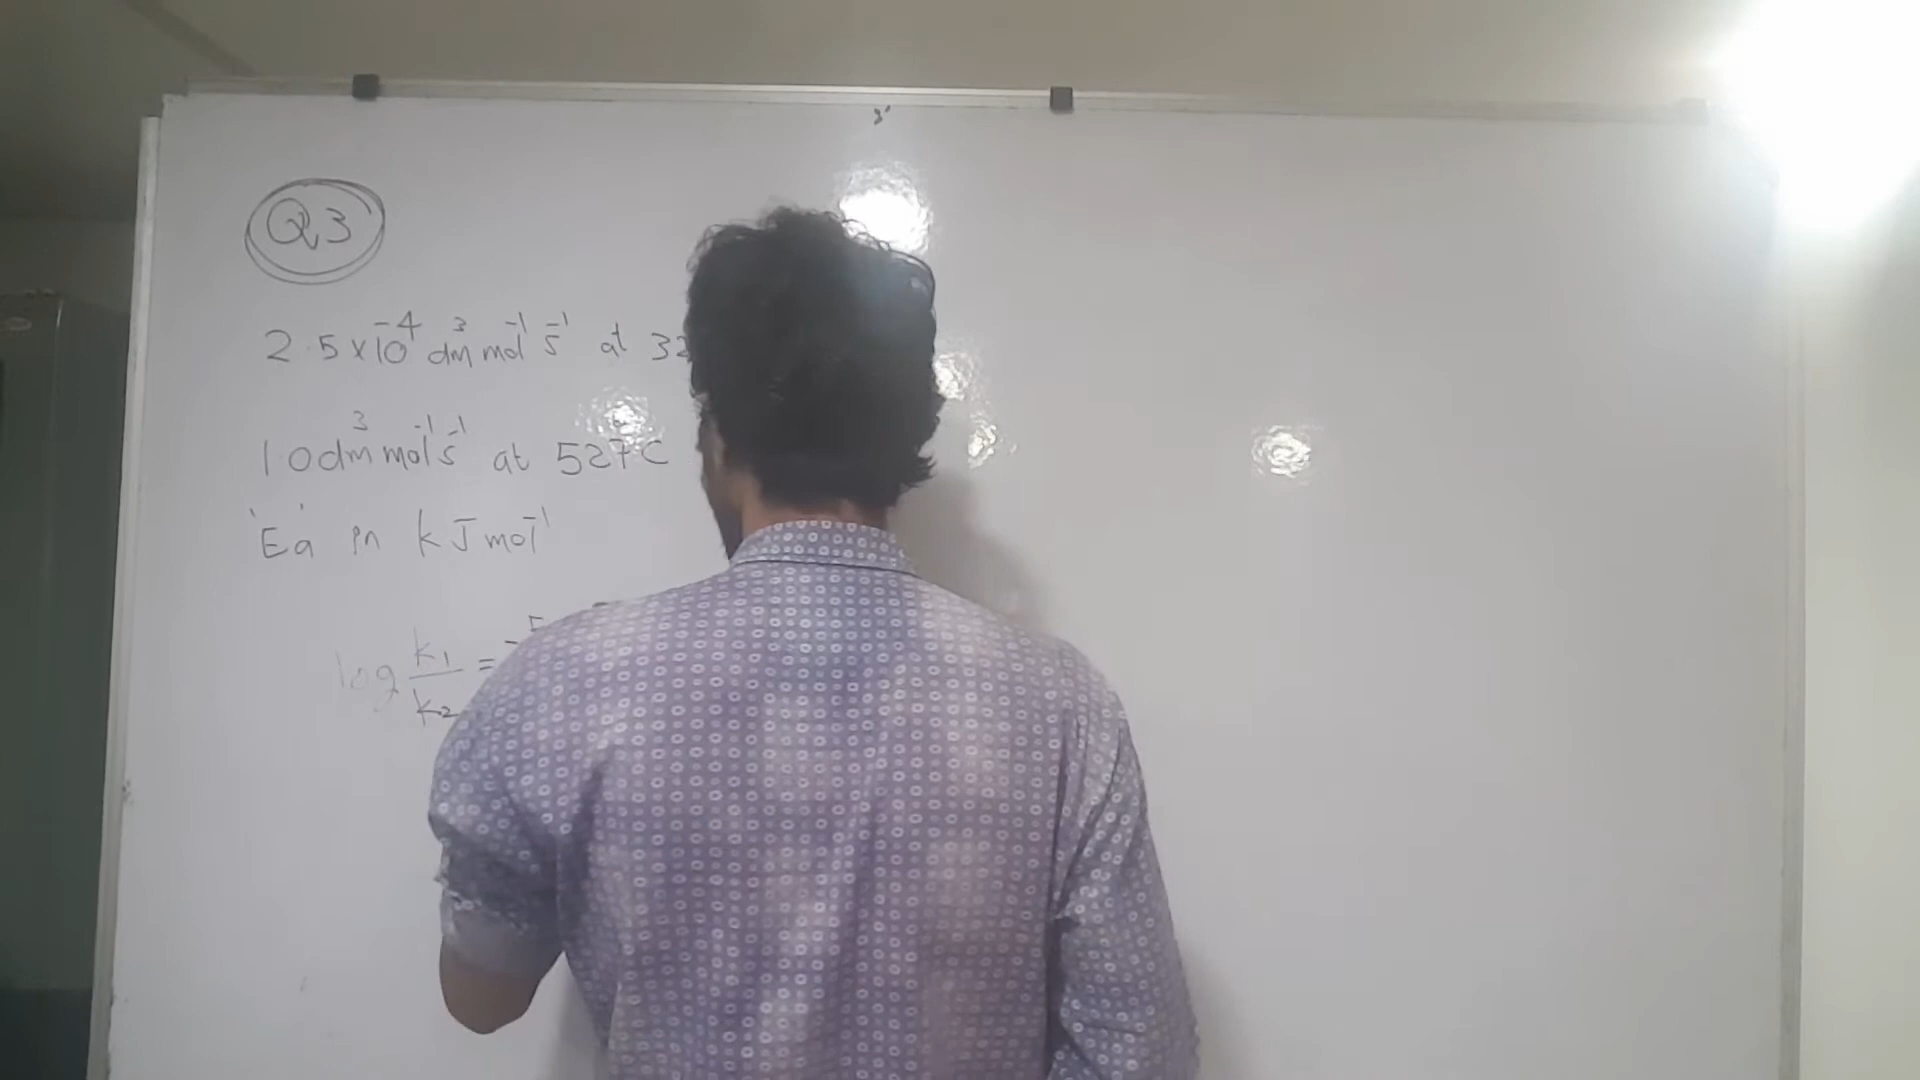 Q3
2.5 x 10⁻⁴ dm³ mol⁻¹ s⁻¹ at 32
10 dm³ mol⁻¹ s⁻¹ at 527°C
'Ea' in kJ mol⁻¹
log k₁/k₂ = -